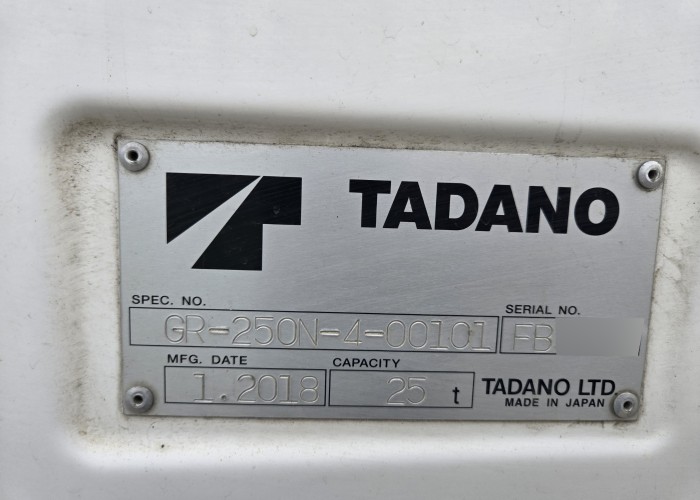 TADANO
SPEC. NO.
GR-250N-4-00101
SERIAL NO.
FB
MFG. DATE
1.2018
CAPACITY
25 t
TADANO LTD.
MADE IN JAPAN